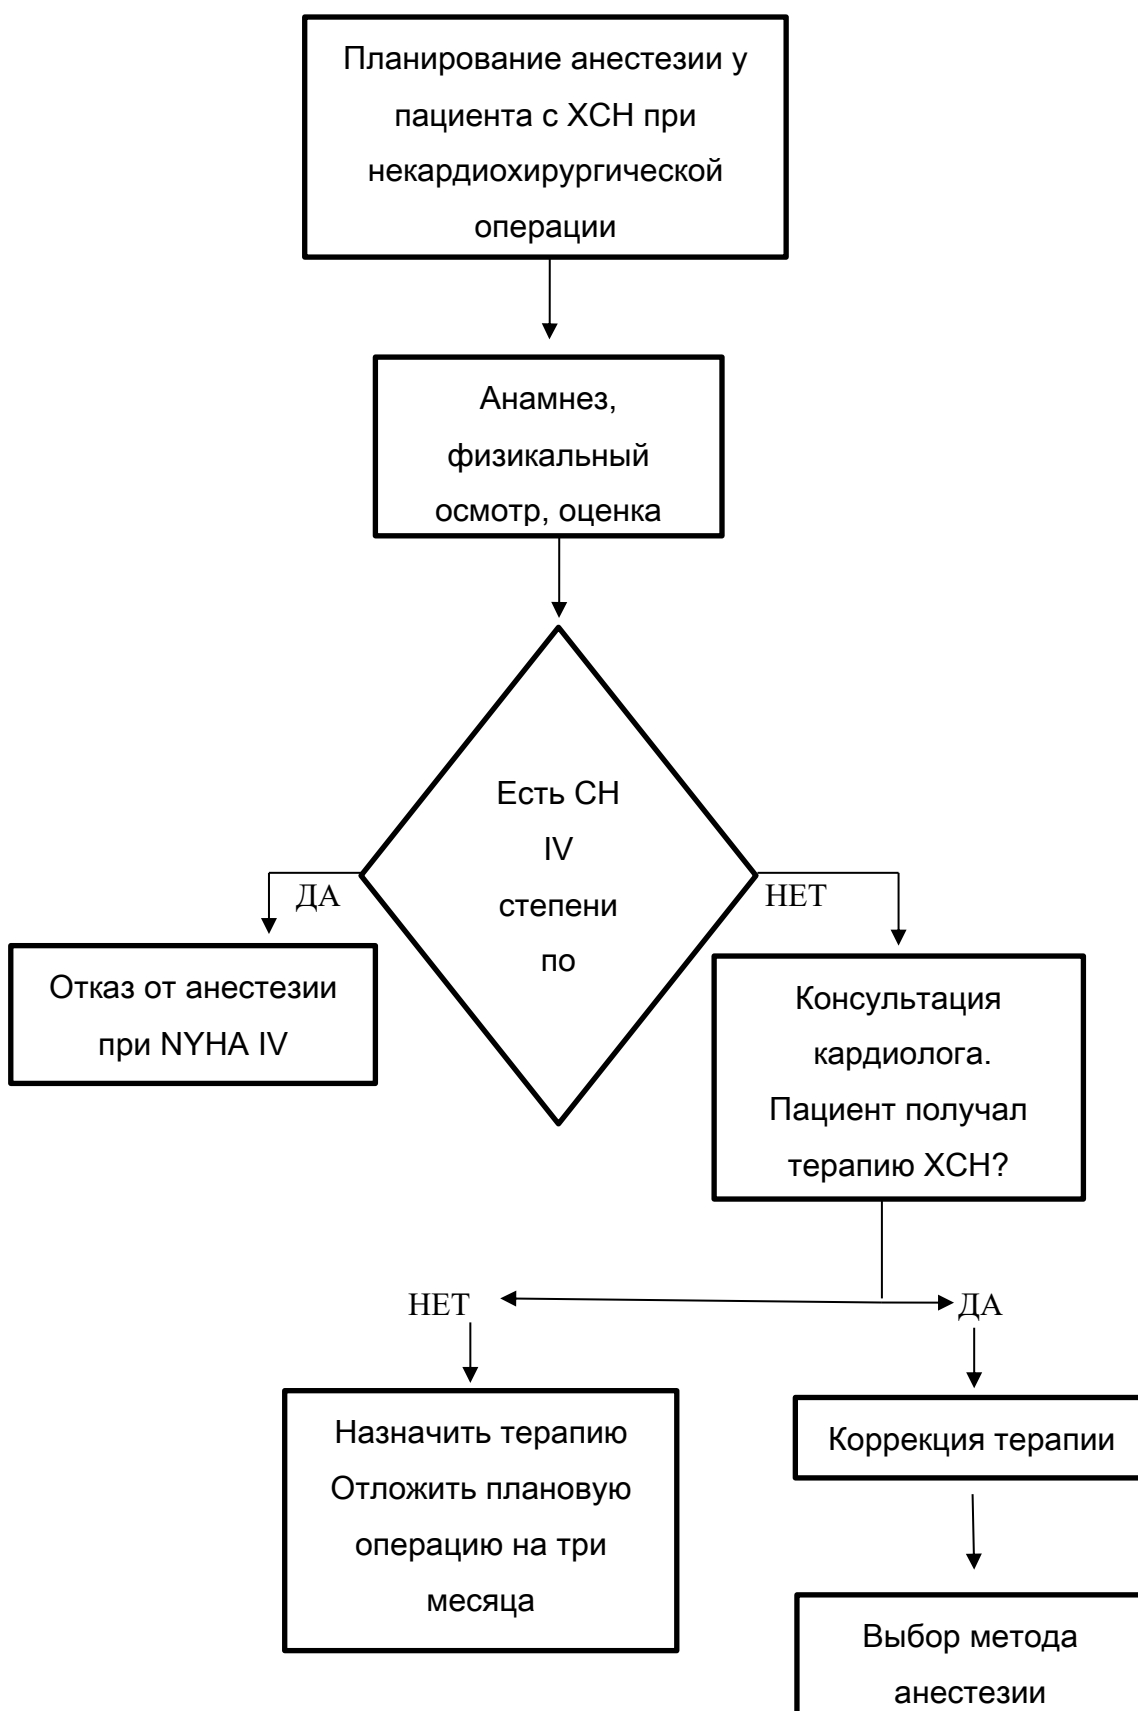 Планирование анестезии у
пациента с ХСН при
некардиохирургической
операции
Анамнез,
физикальный
осмотр, оценка
Есть СН
IV
степени
по
ДА
НЕТ
Отказ от анестезии
при NYHA IV
Консультация
кардиолога.
Пациент получал
терапию ХСН?
НЕТ
ДА
Назначить терапию
Отложить плановую
операцию на три
месяца
Коррекция терапии
Выбор метода
анестезии